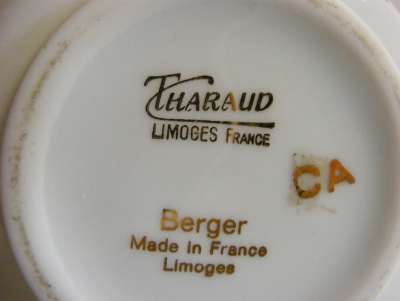 THARAUD
LIMOGES FRANCE
CA
Berger
Made in France
Limoges